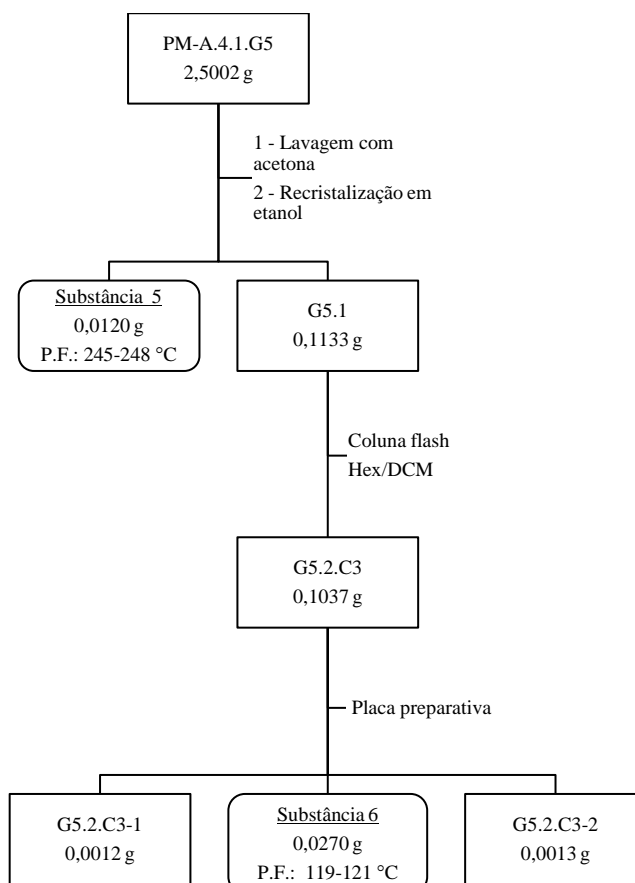 PM-A.4.1.G5
2,5002 g
1 - Lavagem com
acetona
2 - Recristalização em
etanol
Substância 5
0,0120 g
P.F.: 245-248 °C
G5.1
0,1133 g
Coluna flash
Hex/DCM
G5.2.C3
0,1037 g
Placa preparativa
G5.2.C3-1
0,0012 g
Substância 6
0,0270 g
P.F.: 119-121 °C
G5.2.C3-2
0,0013 g